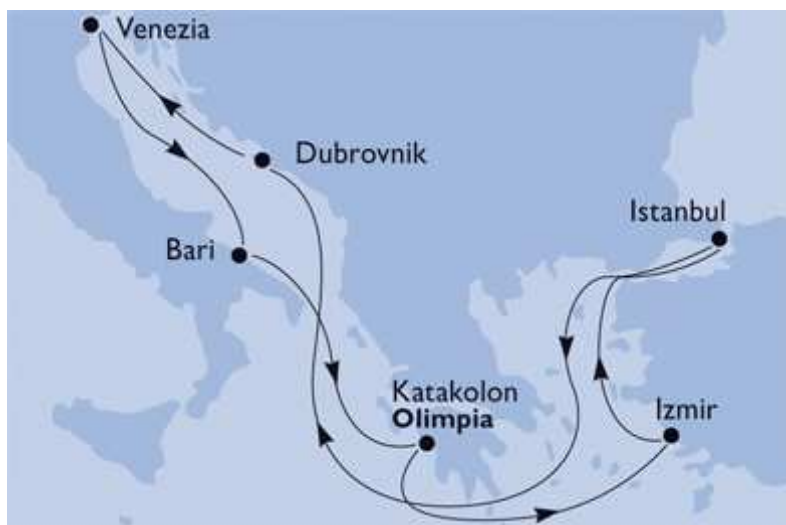 Venezia
Dubrovnik
Istanbul
Bari
Katakolon
Olimpia
Izmir